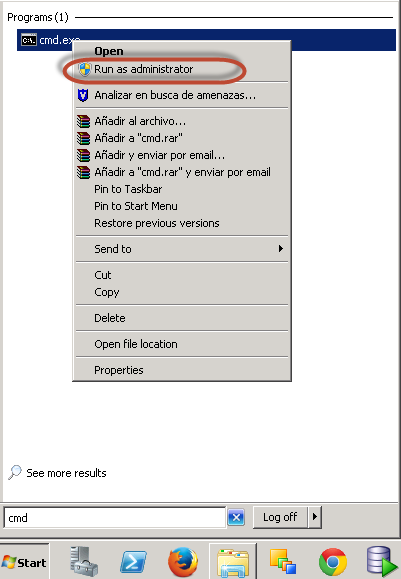 Programs (1)
cmd.exe
Open
Run as administrator
Analizar en busca de amenazas...
Añadir al archivo...
Añadir a "cmd.rar"
Añadir y enviar por email...
Añadir a "cmd.rar" y enviar por email
Pin to Taskbar
Pin to Start Menu
Restore previous versions
Send to
Cut
Copy
Delete
Open file location
Properties
See more results
cmd
Log off
Start